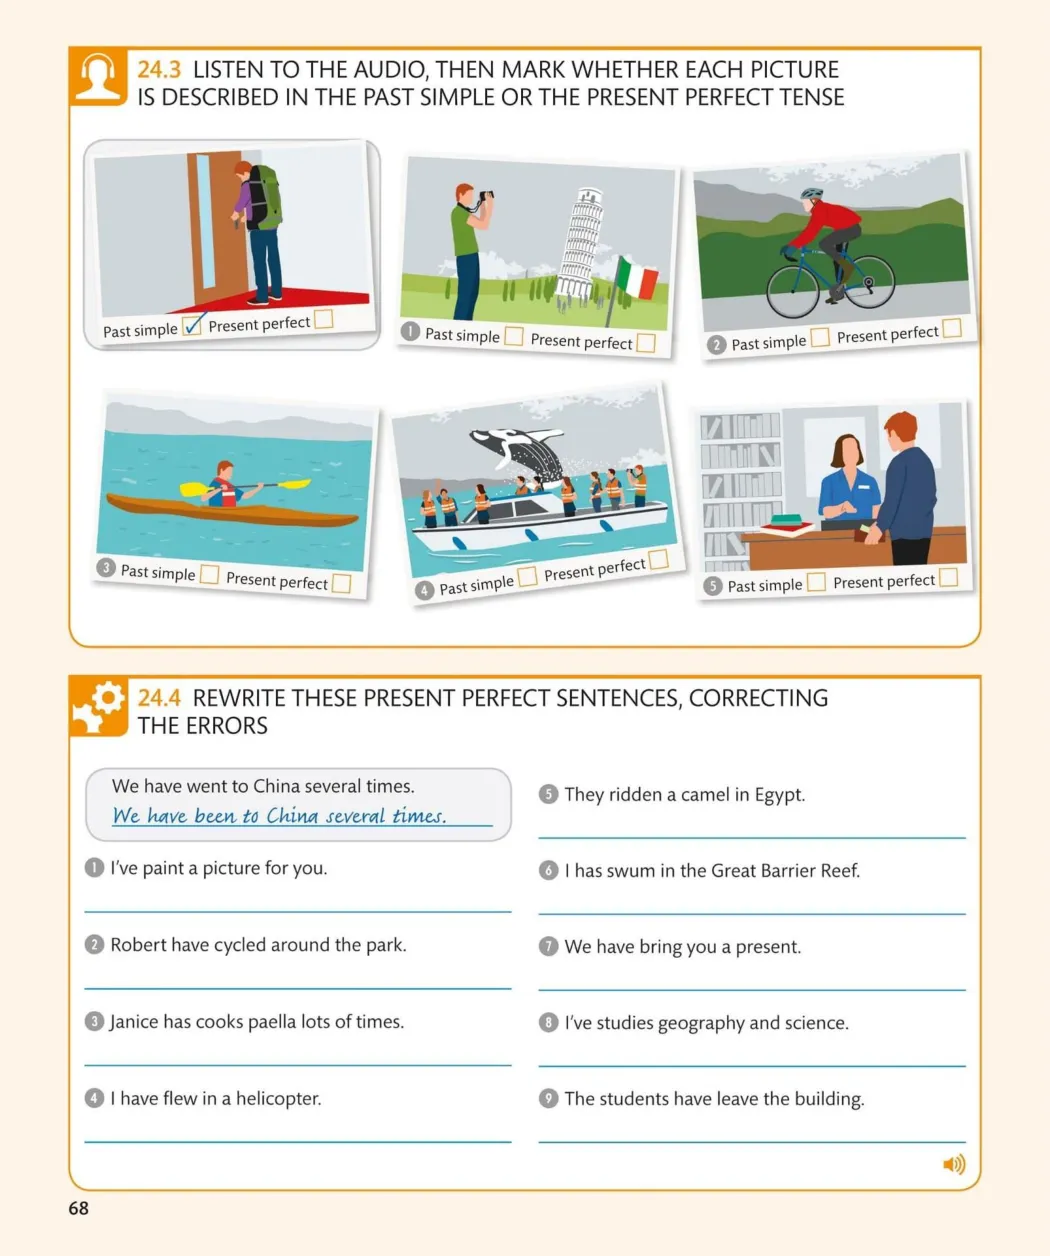 24.3 LISTEN TO THE AUDIO, THEN MARK WHETHER EACH PICTURE
IS DESCRIBED IN THE PAST SIMPLE OR THE PRESENT PERFECT TENSE
Past simple Present perfect
1 Past simple Present perfect
2 Past simple Present perfect
3 Past simple Present perfect
4 Past simple Present perfect
5 Past simple Present perfect
24.4 REWRITE THESE PRESENT PERFECT SENTENCES, CORRECTING
THE ERRORS
We have went to China several times.
We have been to China several times.
1 I've paint a picture for you.
2 Robert have cycled around the park.
3 Janice has cooks paella lots of times.
4 I have flew in a helicopter.
5 They ridden a camel in Egypt.
6 I has swum in the Great Barrier Reef.
7 We have bring you a present.
8 I've studies geography and science.
9 The students have leave the building.
68